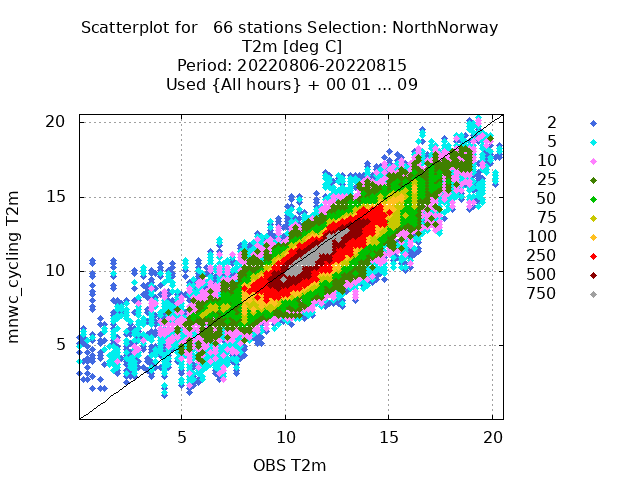 Scatterplot for 66 stations Selection: NorthNorway
T2m [deg C]
Period: 20220806-20220815
Used {All hours} + 00 01 ... 09
20
15
10
5
mnwc_cycling T2m
5 10 15 20
OBS T2m
2
5
10
25
50
75
100
250
500
750